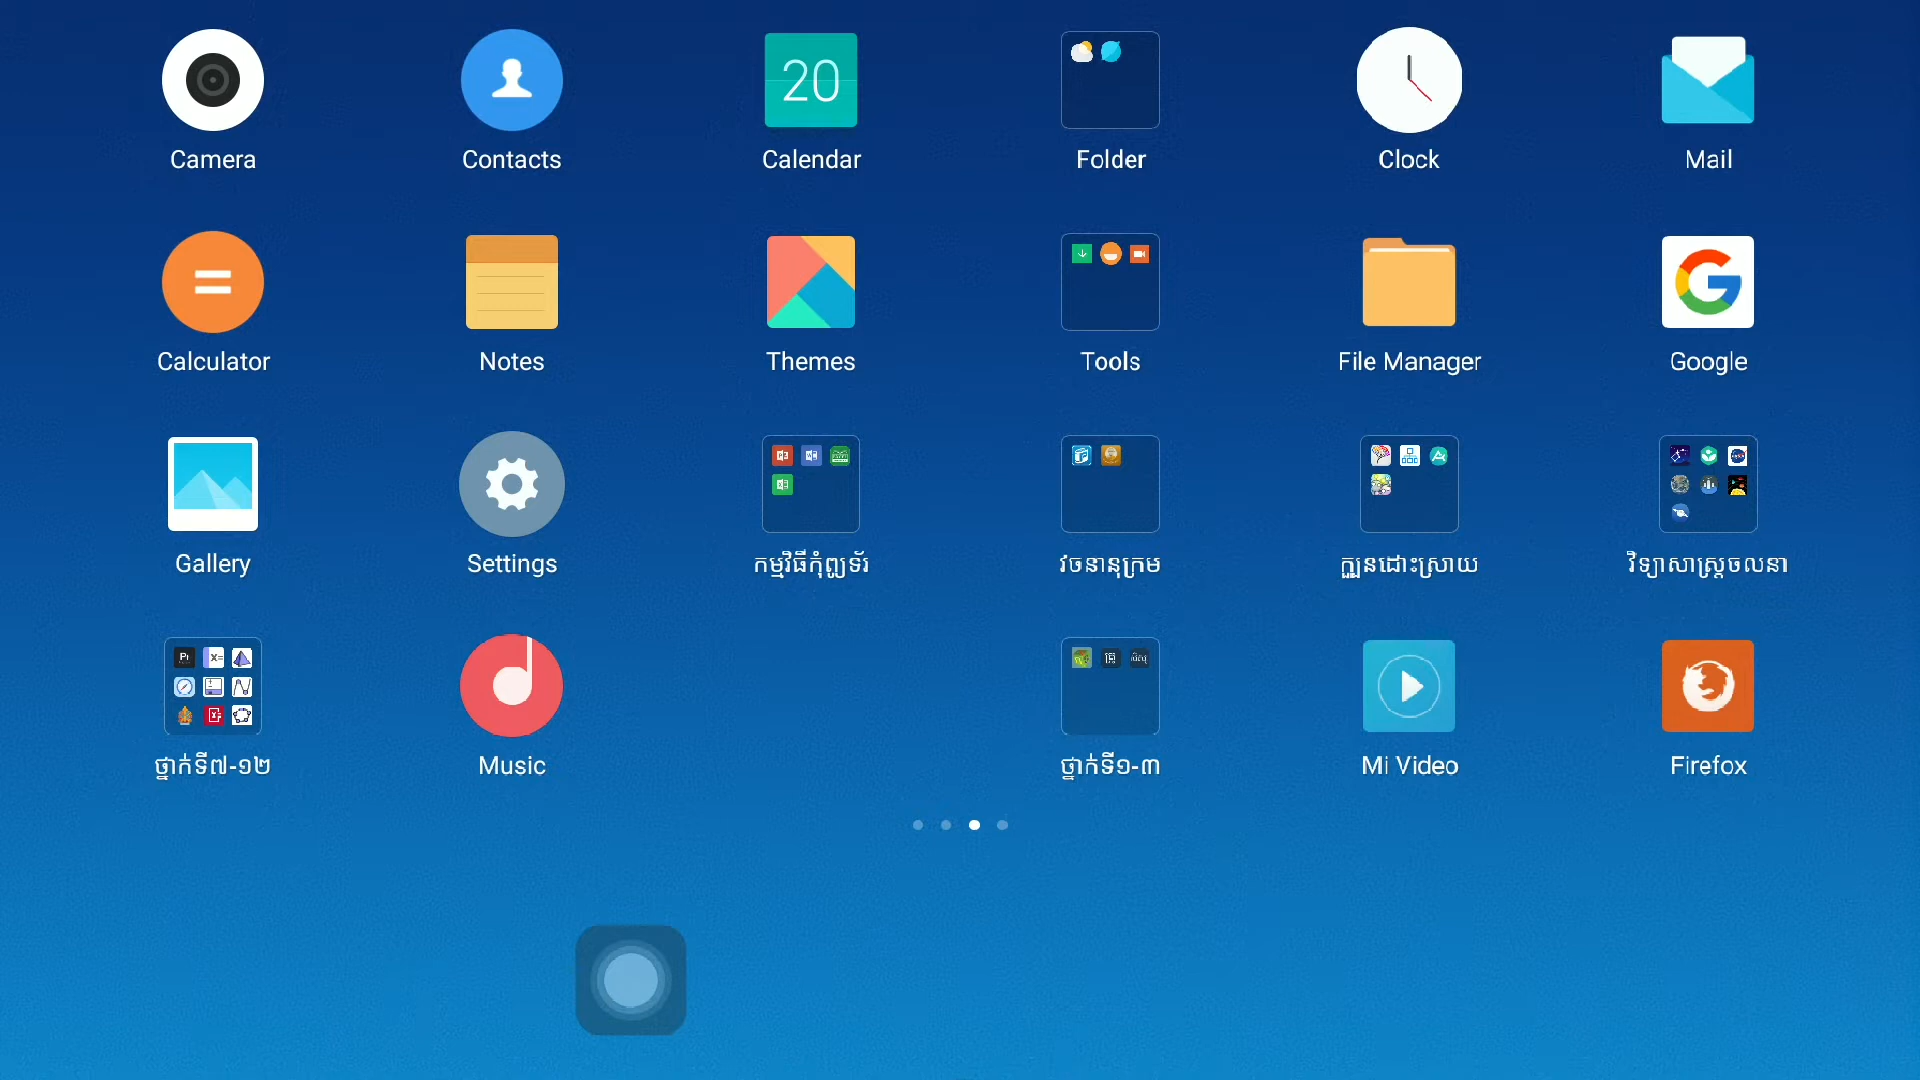 Camera
Contacts
Calendar
20
Folder
Clock
Mail
Calculator
Notes
Themes
Tools
File Manager
Google
Gallery
Settings
កម្មវិធីកុំព្យូទ័រ
វចនានុក្រម
ក្បួនដោះស្រាយ
វិទ្យាសាស្ត្រចលនា
ថ្នាក់ទី៧-១២
Music
ថ្នាក់ទី១-៣
Mi Video
Firefox